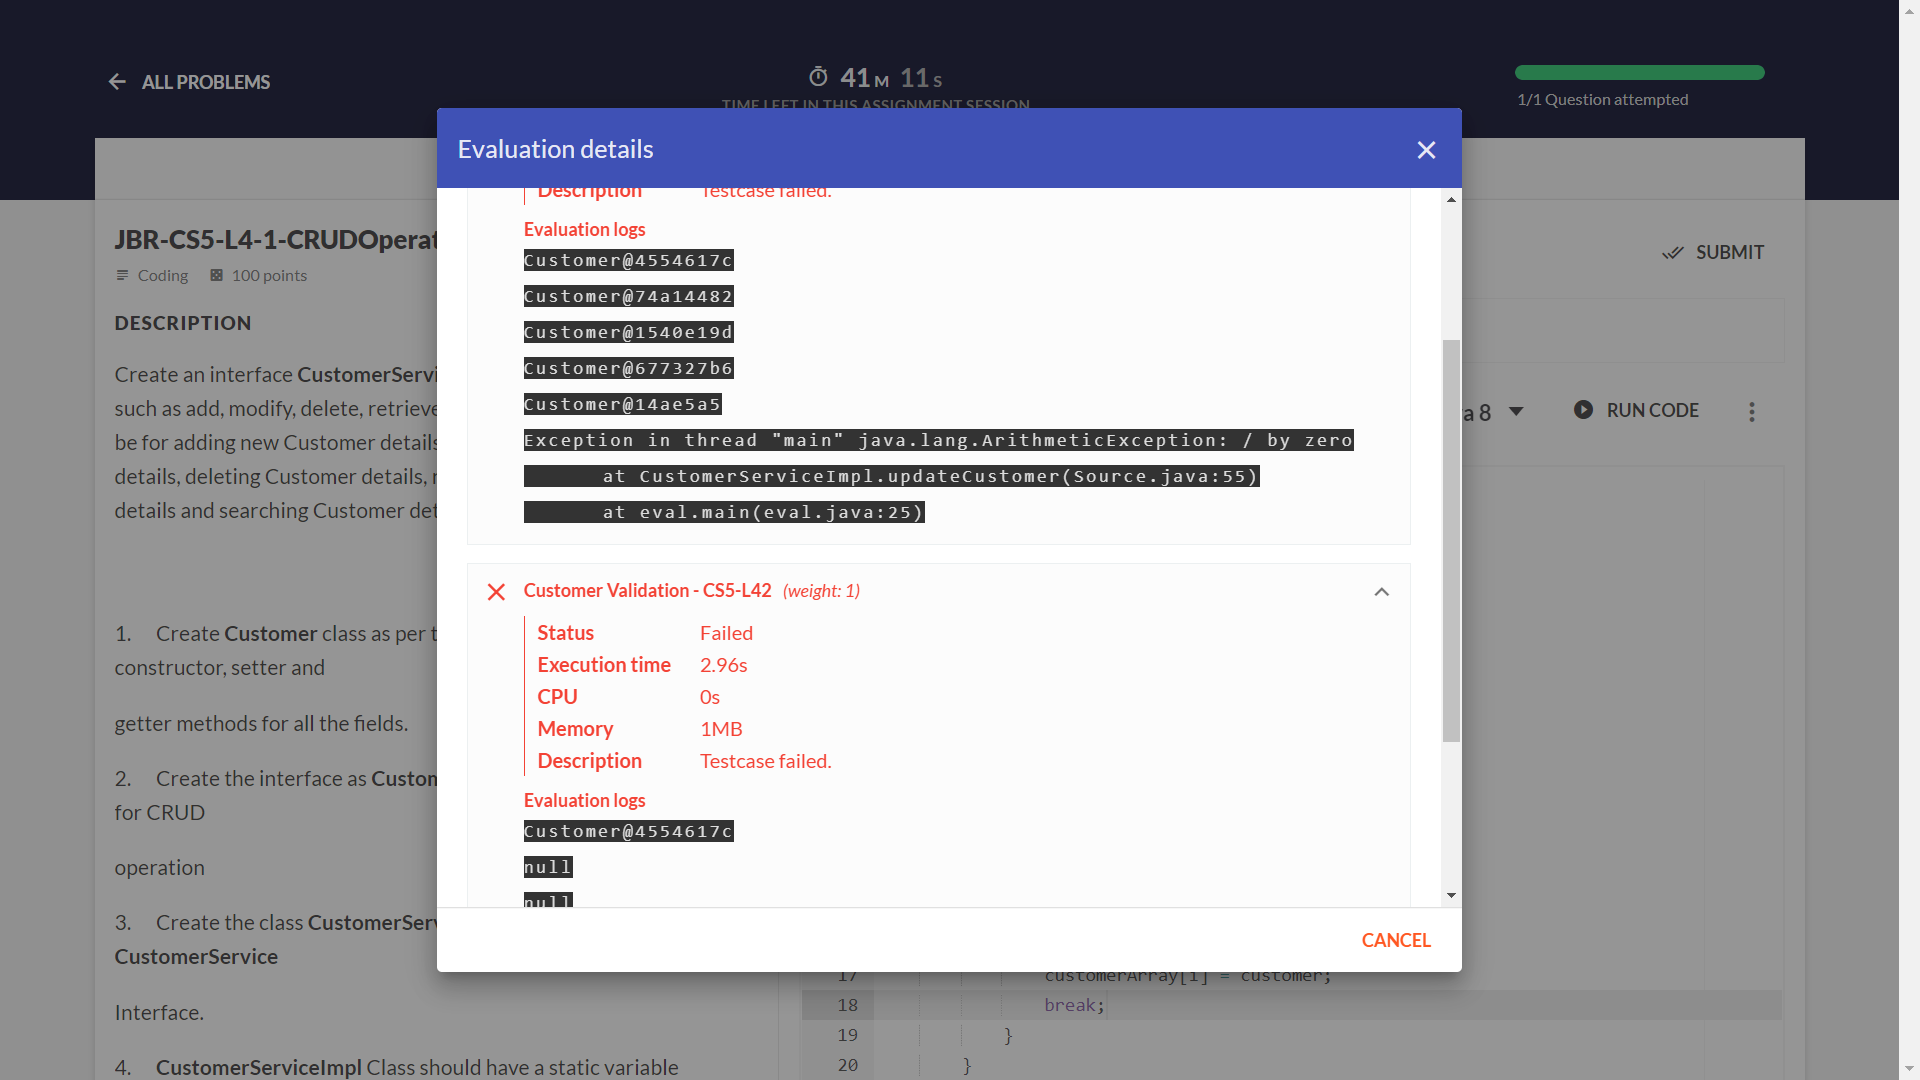 ALL PROBLEMS
41 M 11 S
TIME LEFT IN THIS ASSIGNMENT SESSION
1/1 Question attempted
JBR-CS5-L4-1-CRUDOperat
Coding 100 points
DESCRIPTION
Create an interface CustomerServi
such as add, modify, delete, retrieve
be for adding new Customer details
details, deleting Customer details,
details and searching Customer det
1. Create Customer class as per t
constructor, setter and
getter methods for all the fields.
2. Create the interface as Custom
for CRUD
operation
3. Create the class CustomerServ
CustomerService
Interface.
4. CustomerServiceImpl Class should have a static variable
Evaluation details
Description Testcase failed.
Evaluation logs
Customer@4554617c
Customer@74a14482
Customer@1540e19d
Customer@677327b6
Customer@14ae5a5
Exception in thread "main" java.lang.ArithmeticException: / by zero
at CustomerServiceImpl.updateCustomer(Source.java:55)
at eval.main(eval.java:25)
Customer Validation - CS5-L42 (weight: 1)
Status Failed
Execution time 2.96s
CPU 0s
Memory 1MB
Description Testcase failed.
Evaluation logs
Customer@4554617c
null
null
CANCEL
SUBMIT
a 8 RUN CODE
17 customerArray[i] = customer;
18 break;
19 }
20 }